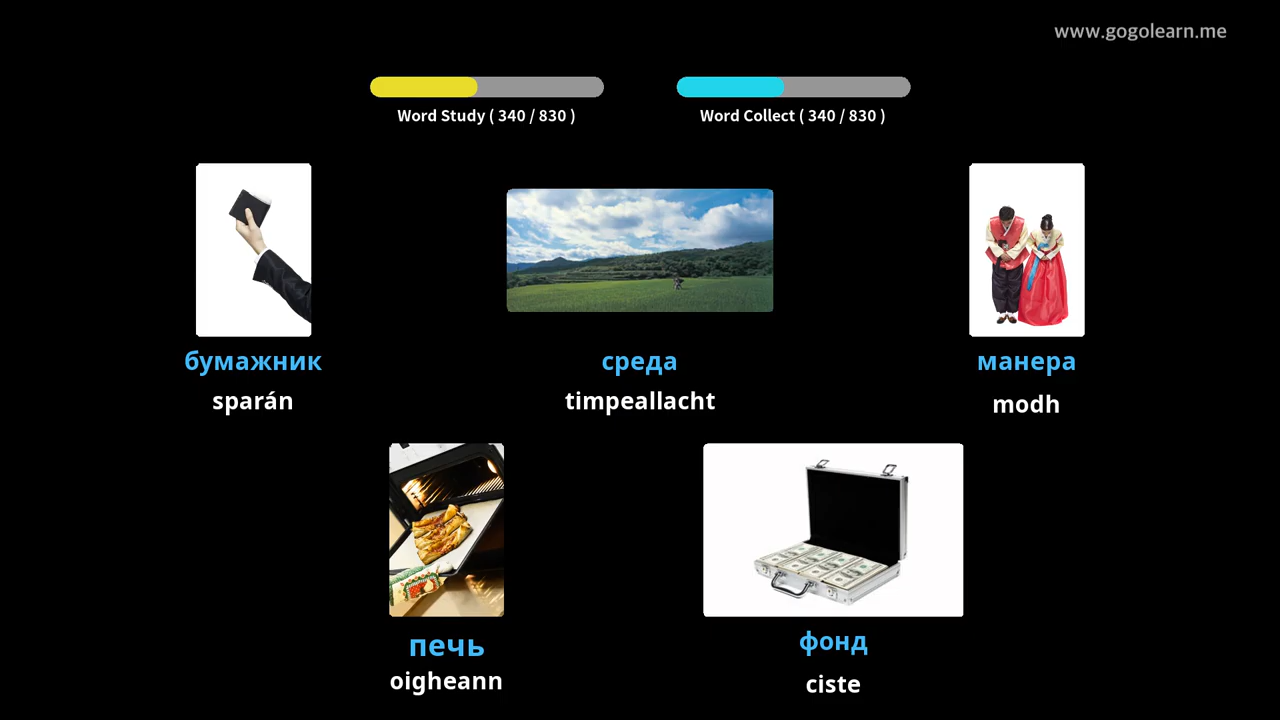 www.gogolearn.me
Word Study ( 340 / 830 )
Word Collect ( 340 / 830 )
бумажник
sparán
среда
timpeallacht
манера
modh
печь
oigheann
фонд
ciste